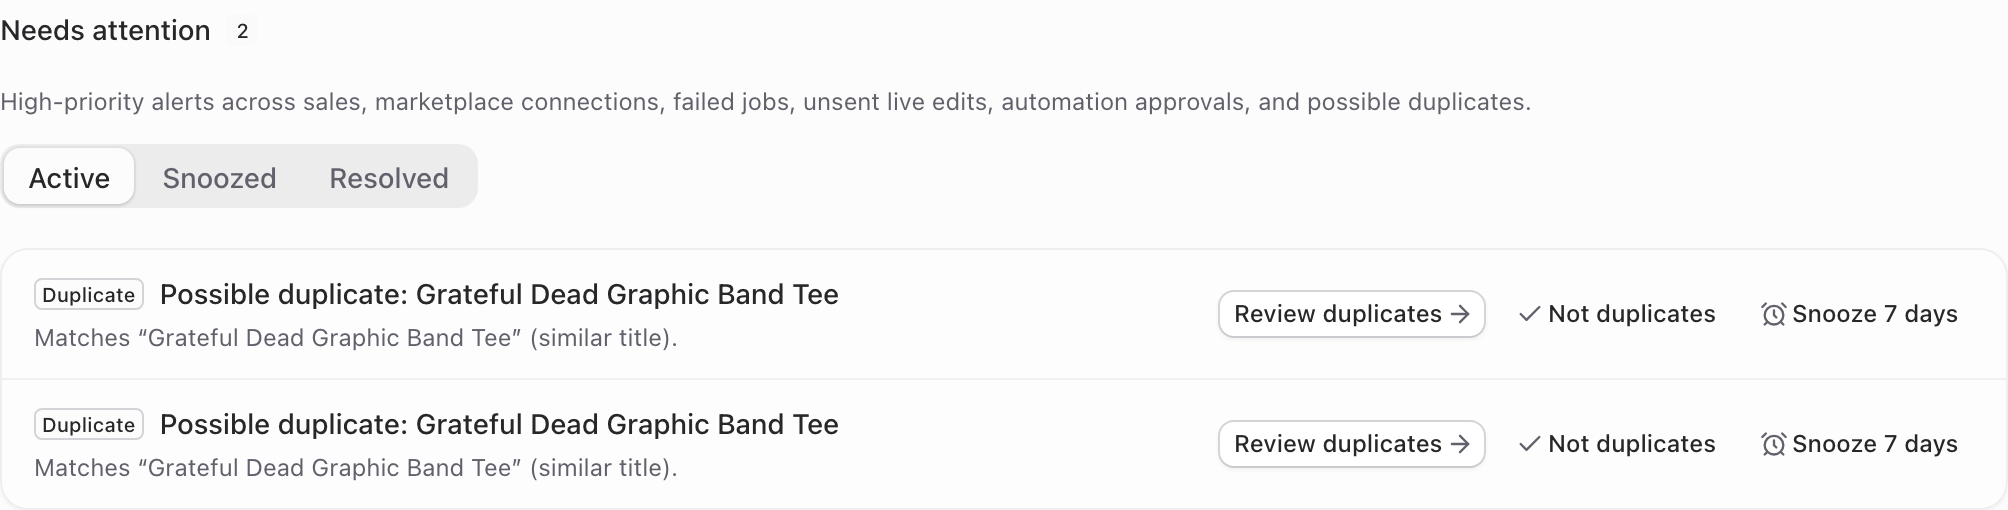 Needs attention 2
High-priority alerts across sales, marketplace connections, failed jobs, unsent live edits, automation approvals, and possible duplicates.
Active Snoozed Resolved
Duplicate Possible duplicate: Grateful Dead Graphic Band Tee
Matches “Grateful Dead Graphic Band Tee” (similar title).
Review duplicates → Not duplicates Snooze 7 days
Duplicate Possible duplicate: Grateful Dead Graphic Band Tee
Matches “Grateful Dead Graphic Band Tee” (similar title).
Review duplicates → Not duplicates Snooze 7 days